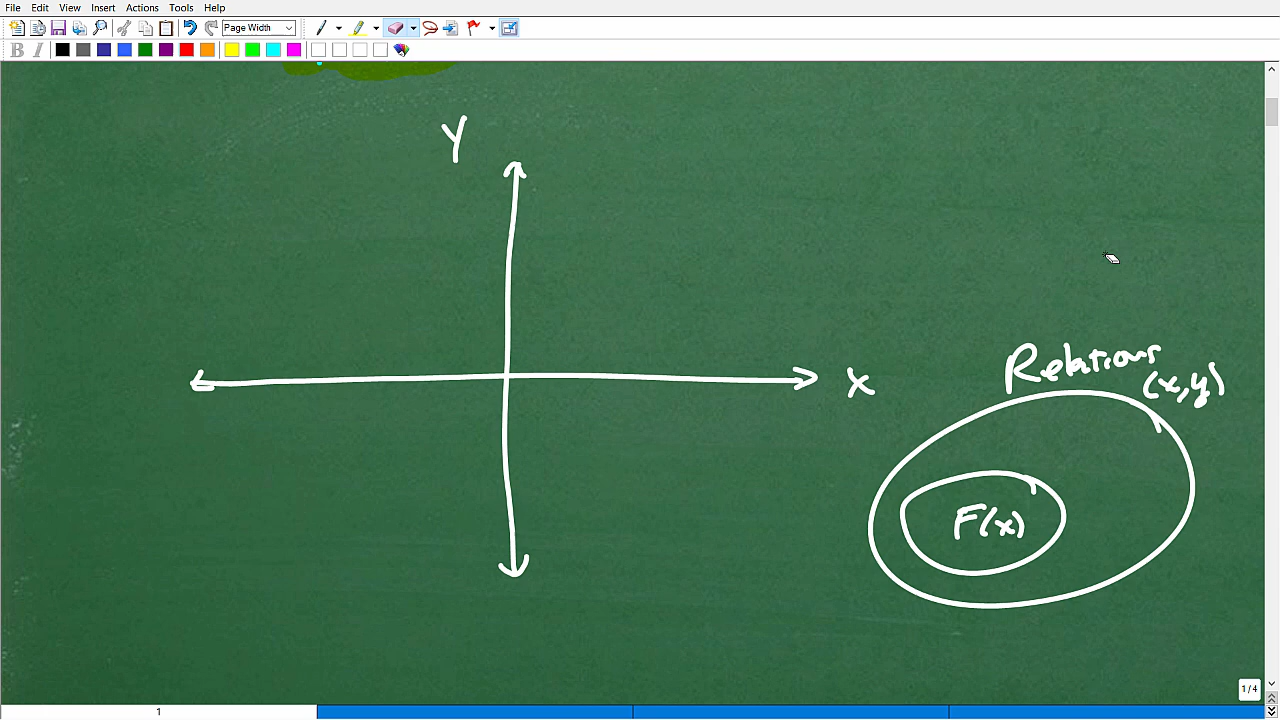 File Edit View Insert Actions Tools Help
Page Width
B I
Y
X
Relations
(x,y)
F(x)
1/4
1